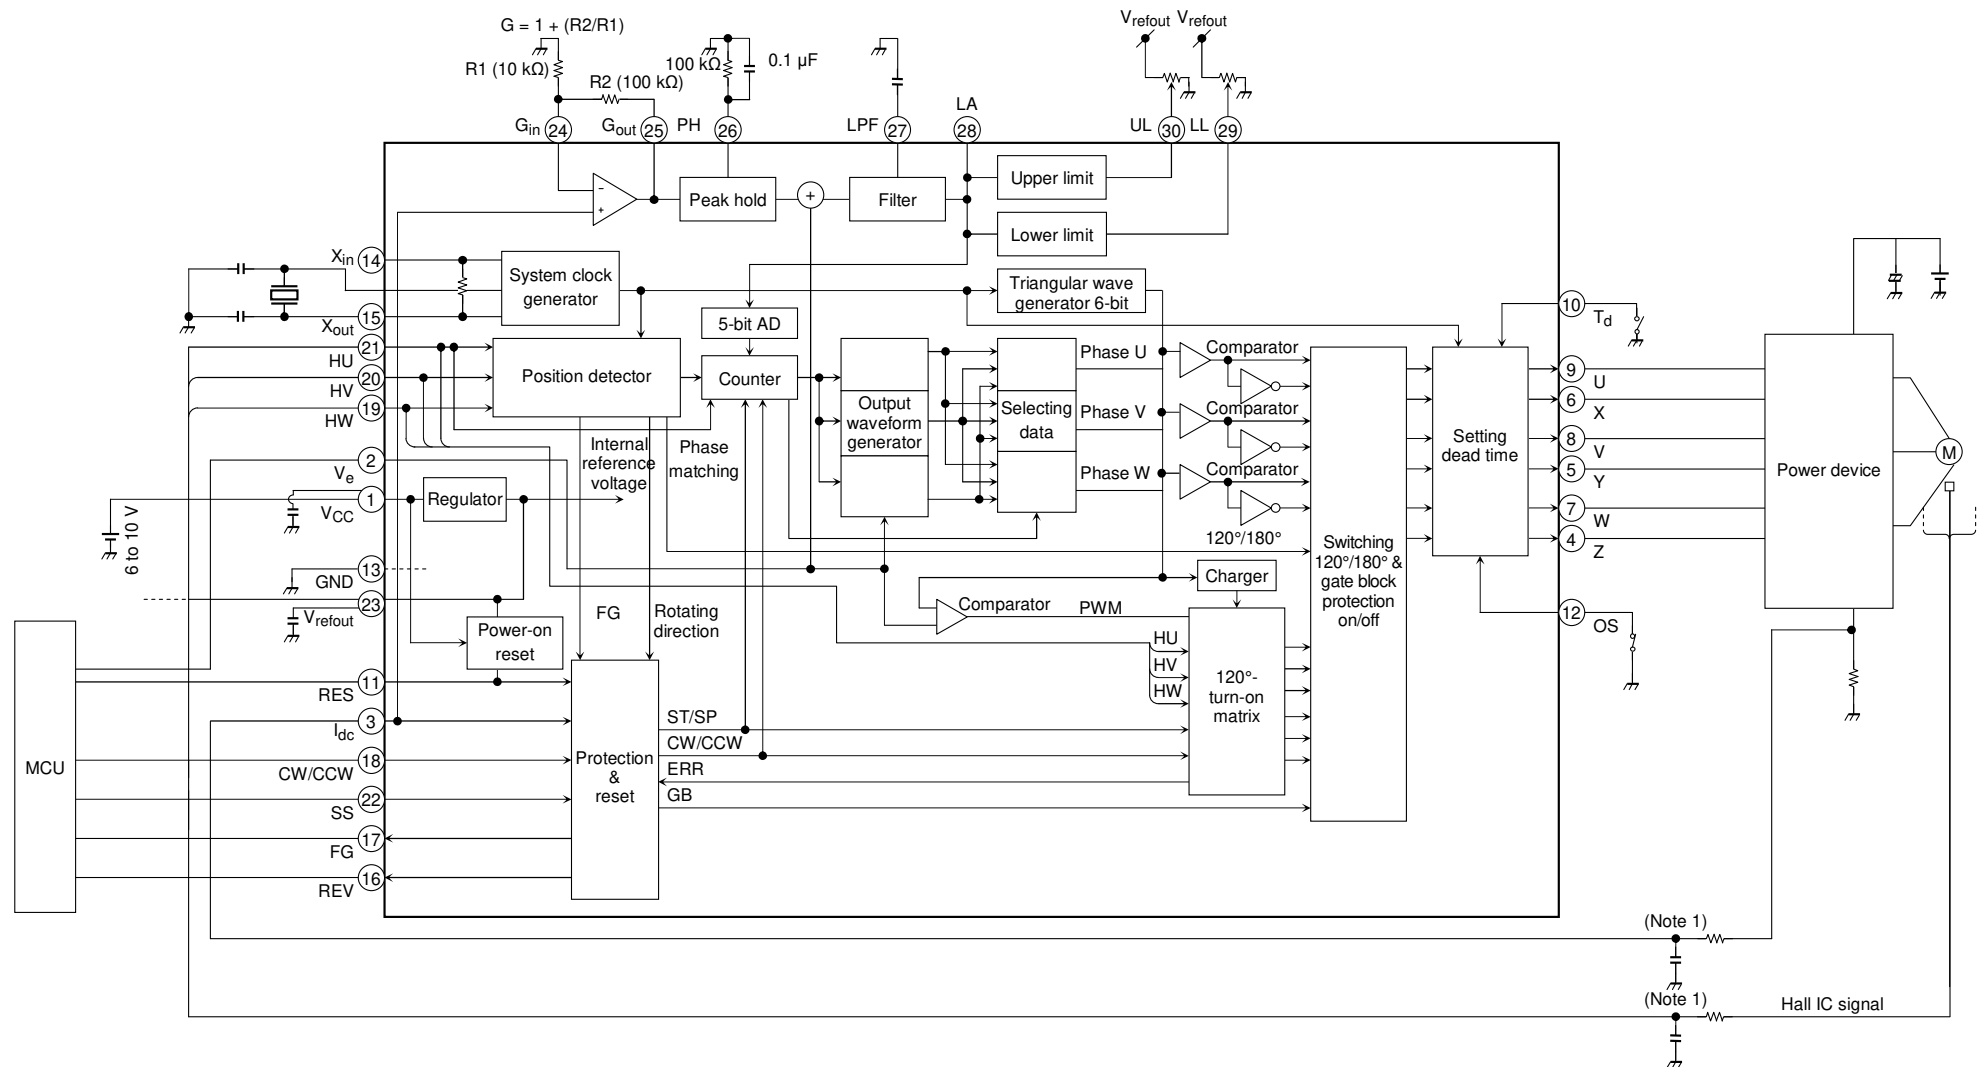 G = 1 + (R2/R1)
R1 (10 kΩ)
R2 (100 kΩ)
100 kΩ
0.1 µF
Vrefout Vrefout
Gin 24
Gout 25
PH 26
LPF 27
LA
28
UL 30
LL 29
−
+
Peak hold
+
Filter
Upper limit
Lower limit
Xin 14
Xout 15
System clock
generator
Triangular wave
generator 6-bit
5-bit AD
10
Td
21
HU
20
HV
19
HW
Position detector
Counter
Output
waveform
generator
Selecting
data
Phase U
Phase V
Phase W
Comparator
Comparator
Comparator
Setting
dead time
9
U
6
X
8
V
5
Y
7
W
4
Z
Power device
M
2
Ve
1
VCC
Regulator
Internal
reference
voltage
Phase
matching
6 to 10 V
120°/180°
Switching
120°/180° &
gate block
protection
on/off
13
GND
23
Vrefout
Charger
Comparator
PWM
12
OS
Power-on
reset
FG
Rotating
direction
HU
HV
HW
120°-
turn-on
matrix
MCU
11
RES
3
Idc
18
CW/CCW
22
SS
17
FG
16
REV
Protection
&
reset
ST/SP
CW/CCW
ERR
GB
(Note 1)
(Note 1)
Hall IC signal